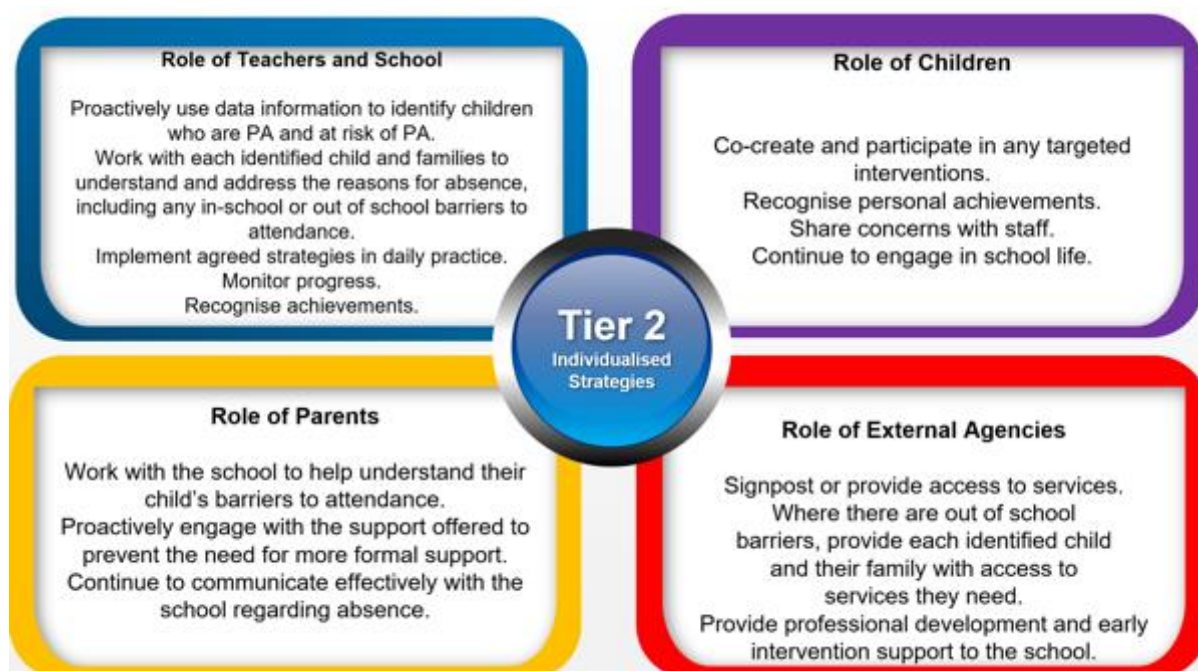 Role of Teachers and School
Proactively use data information to identify children
who are PA and at risk of PA.
Work with each identified child and families to
understand and address the reasons for absence,
including any in-school or out of school barriers to
attendance.
Implement agreed strategies in daily practice.
Monitor progress.
Recognise achievements.
Role of Children
Co-create and participate in any targeted
interventions.
Recognise personal achievements.
Share concerns with staff.
Continue to engage in school life.
Tier 2
Individualised
Strategies
Role of Parents
Work with the school to help understand their
child's barriers to attendance.
Proactively engage with the support offered to
prevent the need for more formal support.
Continue to communicate effectively with the
school regarding absence.
Role of External Agencies
Signpost or provide access to services.
Where there are out of school
barriers, provide each identified child
and their family with access to
services they need.
Provide professional development and early
intervention support to the school.